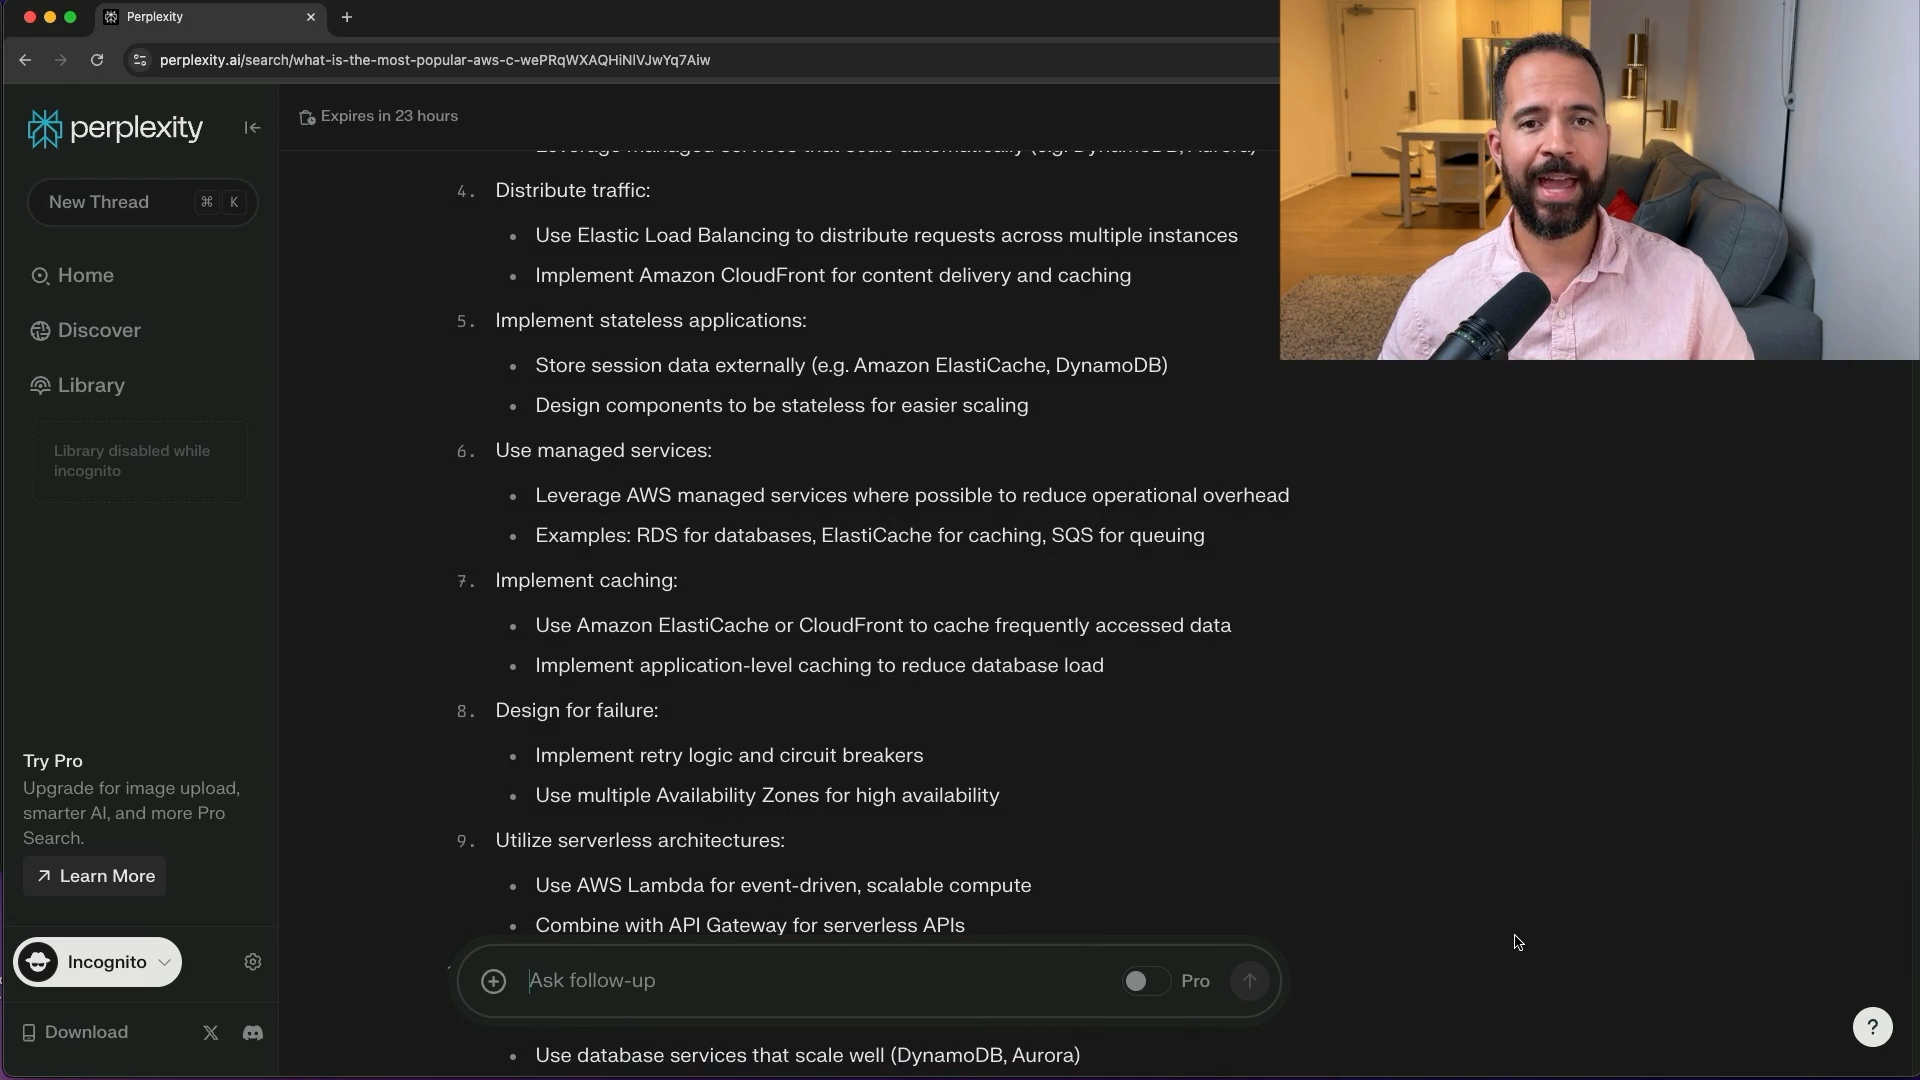 Perplexity
perplexity.ai/search/what-is-the-most-popular-aws-c-wePRqWXAQHiNlVJwYq7Aiw
perplexity
Expires in 23 hours
New Thread ⌘ K
Home
Discover
Library
Library disabled while
incognito
Try Pro
Upgrade for image upload,
smarter AI, and more Pro
Search.
Learn More
Incognito
Download
Leverage managed services that scale automatically (e.g. DynamoDB, Aurora)
4. Distribute traffic:
• Use Elastic Load Balancing to distribute requests across multiple instances
• Implement Amazon CloudFront for content delivery and caching
5. Implement stateless applications:
• Store session data externally (e.g. Amazon ElastiCache, DynamoDB)
• Design components to be stateless for easier scaling
6. Use managed services:
• Leverage AWS managed services where possible to reduce operational overhead
• Examples: RDS for databases, ElastiCache for caching, SQS for queuing
7. Implement caching:
• Use Amazon ElastiCache or CloudFront to cache frequently accessed data
• Implement application-level caching to reduce database load
8. Design for failure:
• Implement retry logic and circuit breakers
• Use multiple Availability Zones for high availability
9. Utilize serverless architectures:
• Use AWS Lambda for event-driven, scalable compute
• Combine with API Gateway for serverless APIs
Ask follow-up
Pro
• Use database services that scale well (DynamoDB, Aurora)
?